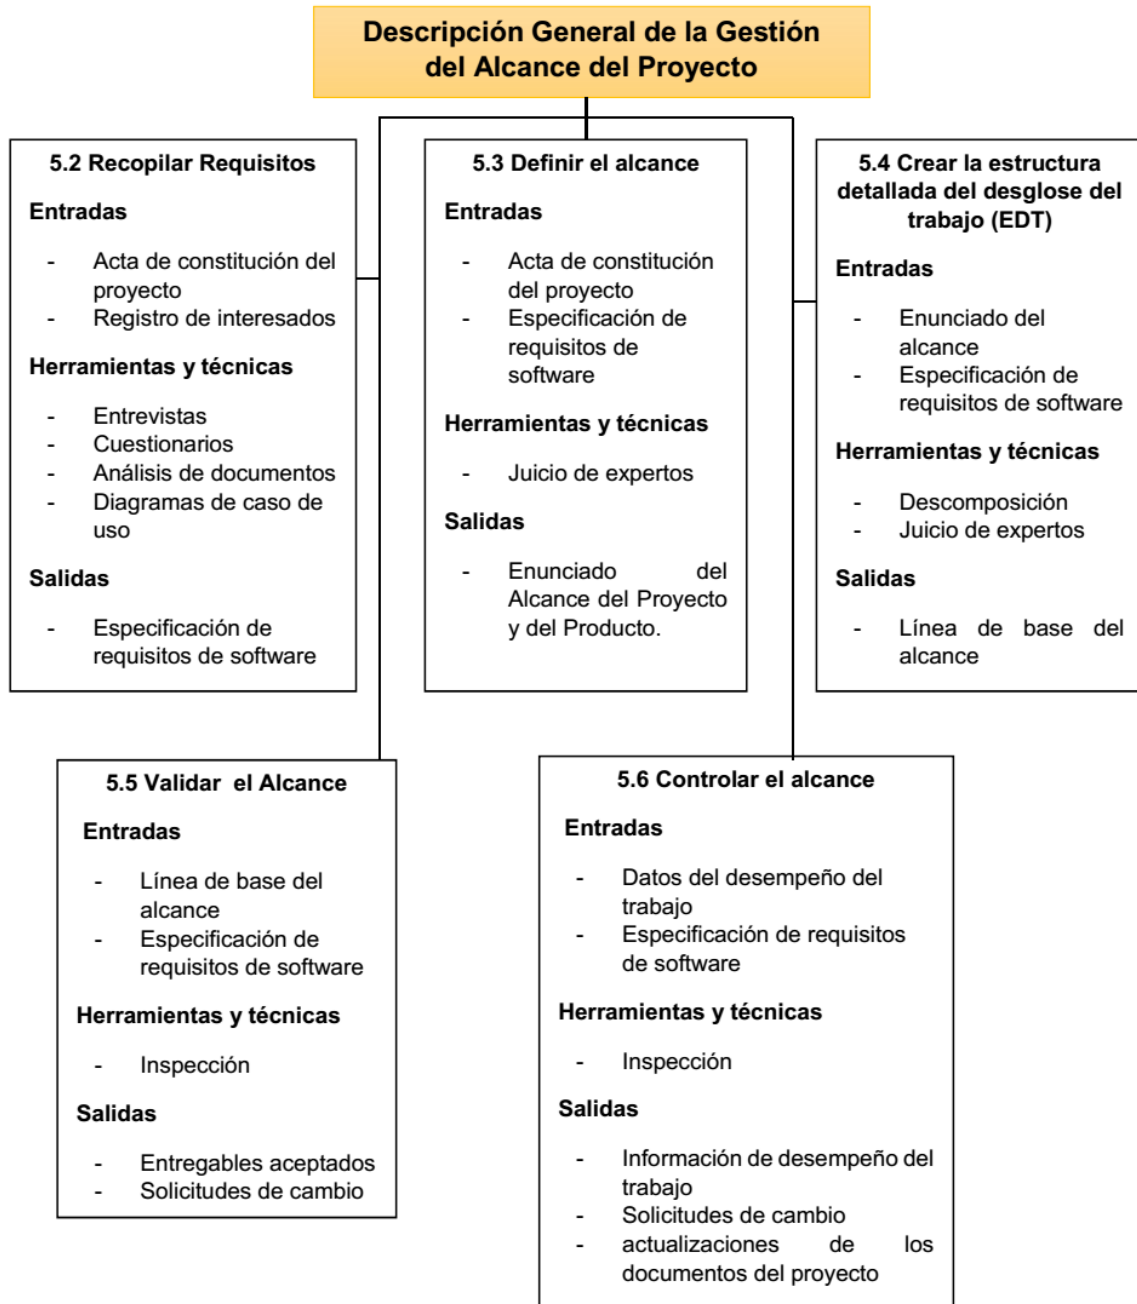 Descripción General de la Gestión
del Alcance del Proyecto
5.2 Recopilar Requisitos
Entradas
- Acta de constitución del
proyecto
- Registro de interesados
Herramientas y técnicas
- Entrevistas
- Cuestionarios
- Análisis de documentos
- Diagramas de caso de
uso
Salidas
- Especificación de
requisitos de software
5.3 Definir el alcance
Entradas
- Acta de constitución
del proyecto
- Especificación de
requisitos de
software
Herramientas y técnicas
- Juicio de expertos
Salidas
- Enunciado del
Alcance del Proyecto
y del Producto.
5.4 Crear la estructura
detallada del desglose del
trabajo (EDT)
Entradas
- Enunciado del
alcance
- Especificación de
requisitos de software
Herramientas y técnicas
- Descomposición
- Juicio de expertos
Salidas
- Línea de base del
alcance
5.5 Validar el Alcance
Entradas
- Línea de base del
alcance
- Especificación de
requisitos de software
Herramientas y técnicas
- Inspección
Salidas
- Entregables aceptados
- Solicitudes de cambio
5.6 Controlar el alcance
Entradas
- Datos del desempeño del
trabajo
- Especificación de requisitos
de software
Herramientas y técnicas
- Inspección
Salidas
- Información de desempeño del
trabajo
- Solicitudes de cambio
- actualizaciones de los
documentos del proyecto